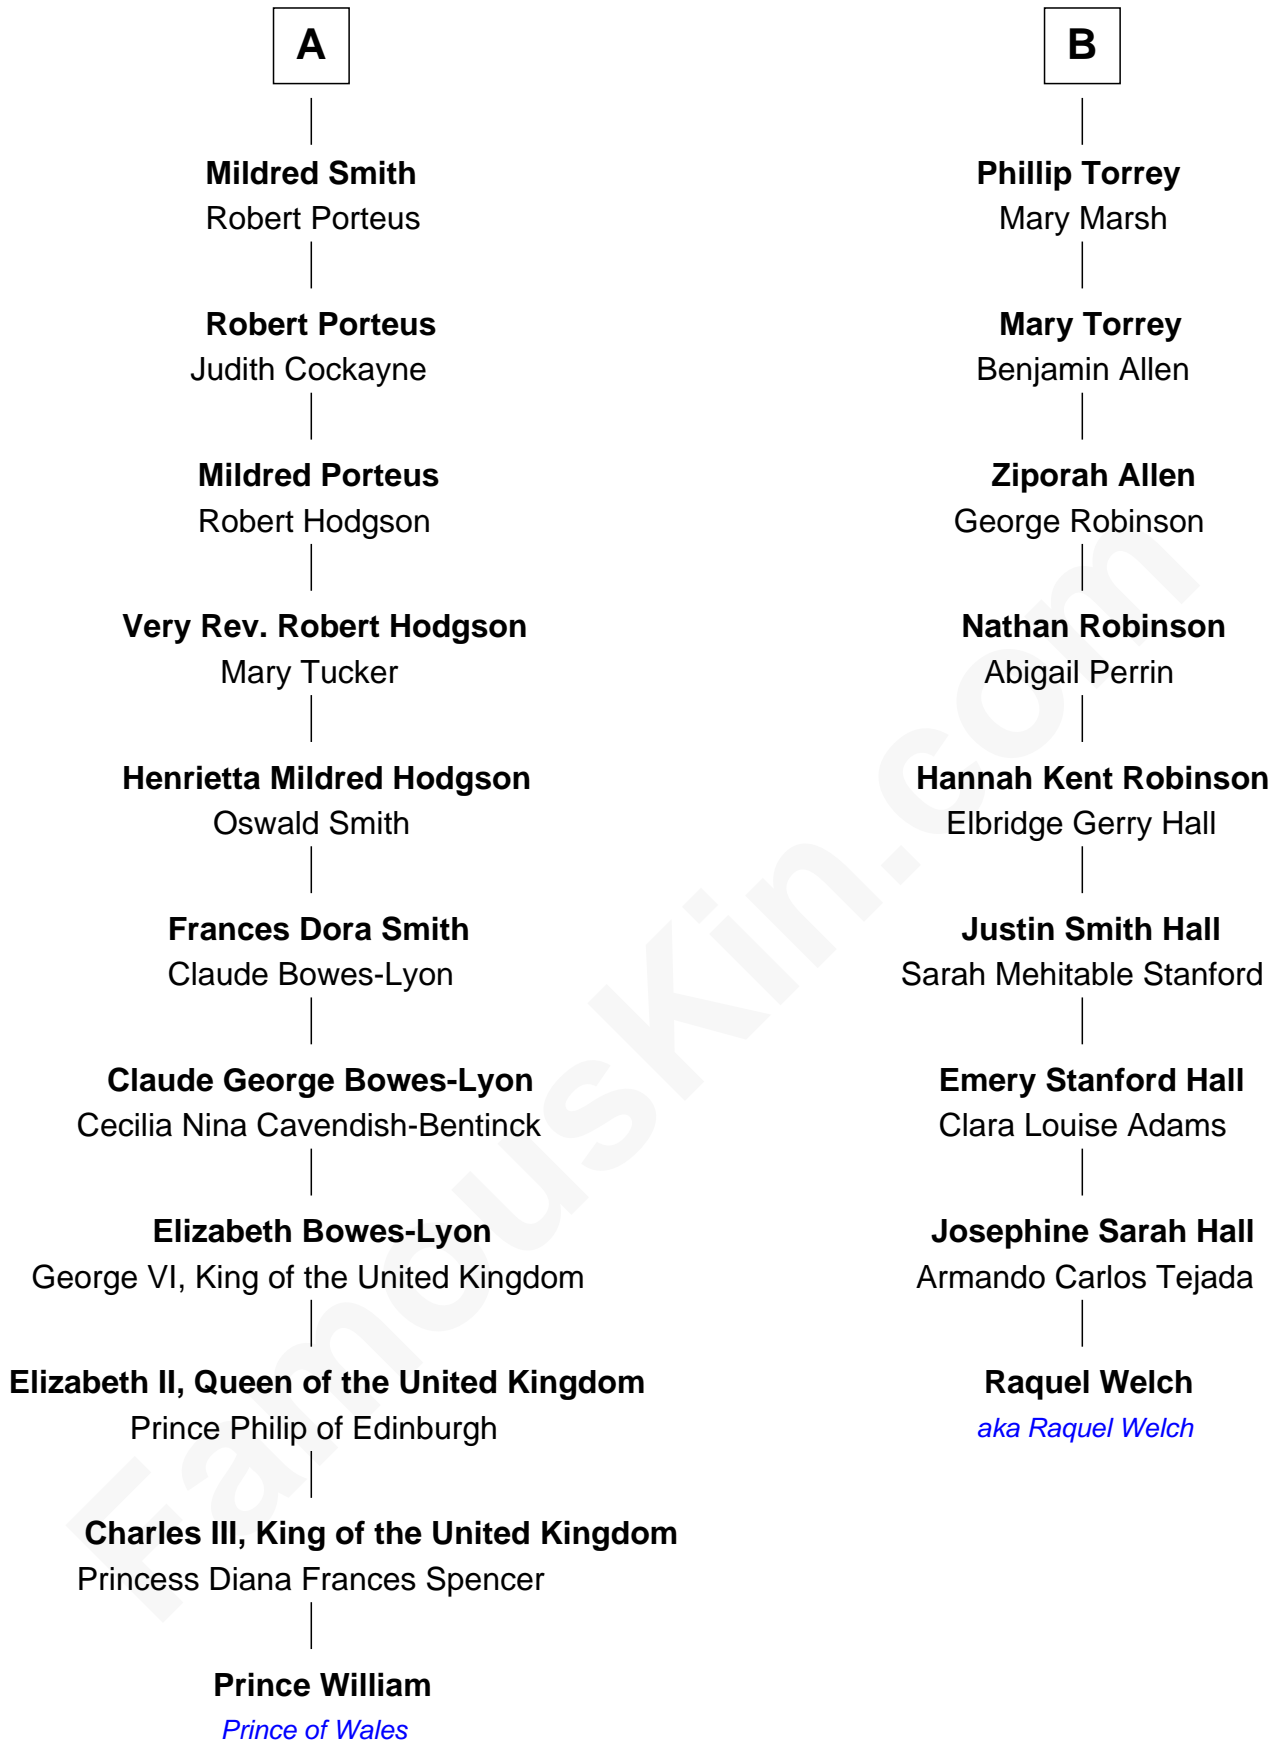 A
Mildred Smith
Robert Porteus
Robert Porteus
Judith Cockayne
Mildred Porteus
Robert Hodgson
Very Rev. Robert Hodgson
Mary Tucker
Henrietta Mildred Hodgson
Oswald Smith
Frances Dora Smith
Claude Bowes-Lyon
Claude George Bowes-Lyon
Cecilia Nina Cavendish-Bentinck
Elizabeth Bowes-Lyon
George VI, King of the United Kingdom
Elizabeth II, Queen of the United Kingdom
Prince Philip of Edinburgh
Charles III, King of the United Kingdom
Princess Diana Frances Spencer
Prince William
Prince of Wales
B
Phillip Torrey
Mary Marsh
Mary Torrey
Benjamin Allen
Ziporah Allen
George Robinson
Nathan Robinson
Abigail Perrin
Hannah Kent Robinson
Elbridge Gerry Hall
Justin Smith Hall
Sarah Mehitable Stanford
Emery Stanford Hall
Clara Louise Adams
Josephine Sarah Hall
Armando Carlos Tejada
Raquel Welch
aka Raquel Welch
FamousKin.com